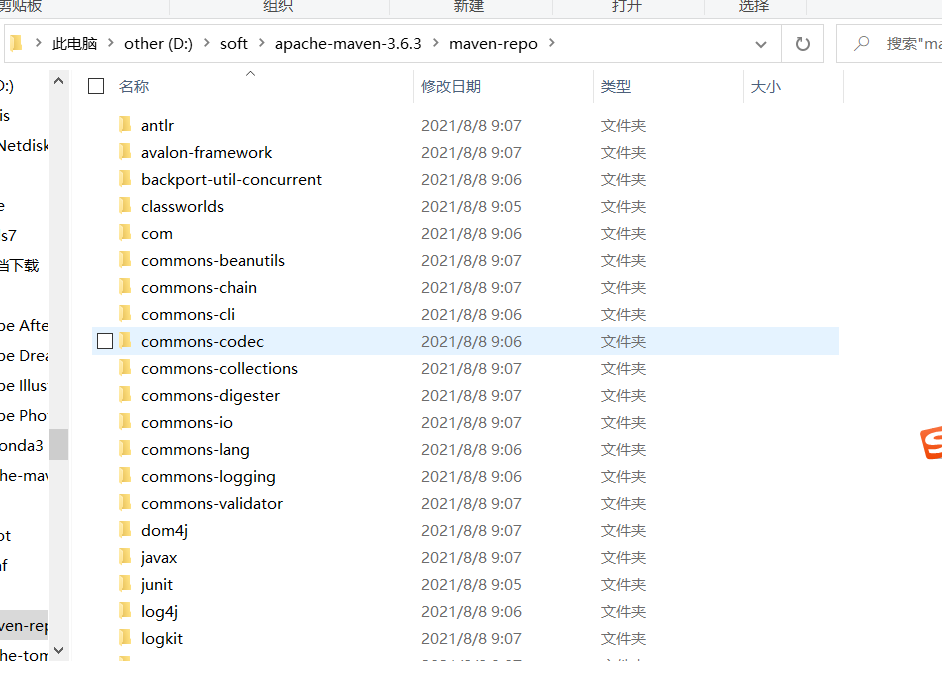 剪贴板 组织 新建 打开 选择
此电脑 other (D:) soft apache-maven-3.6.3 maven-repo 搜索"ma
名称 修改日期 类型 大小
antlr 2021/8/8 9:07 文件夹
avalon-framework 2021/8/8 9:07 文件夹
backport-util-concurrent 2021/8/8 9:06 文件夹
classworlds 2021/8/8 9:05 文件夹
com 2021/8/8 9:06 文件夹
commons-beanutils 2021/8/8 9:07 文件夹
commons-chain 2021/8/8 9:07 文件夹
commons-cli 2021/8/8 9:06 文件夹
commons-codec 2021/8/8 9:06 文件夹
commons-collections 2021/8/8 9:07 文件夹
commons-digester 2021/8/8 9:07 文件夹
commons-io 2021/8/8 9:07 文件夹
commons-lang 2021/8/8 9:06 文件夹
commons-logging 2021/8/8 9:06 文件夹
commons-validator 2021/8/8 9:07 文件夹
dom4j 2021/8/8 9:07 文件夹
javax 2021/8/8 9:07 文件夹
junit 2021/8/8 9:05 文件夹
log4j 2021/8/8 9:06 文件夹
logkit 2021/8/8 9:07 文件夹
D:)
is
Netdisk
e
s7
当下载
be Afte
be Drea
be Illus
be Pho
onda3
he-mav
ot
f
ven-rep
he-tom